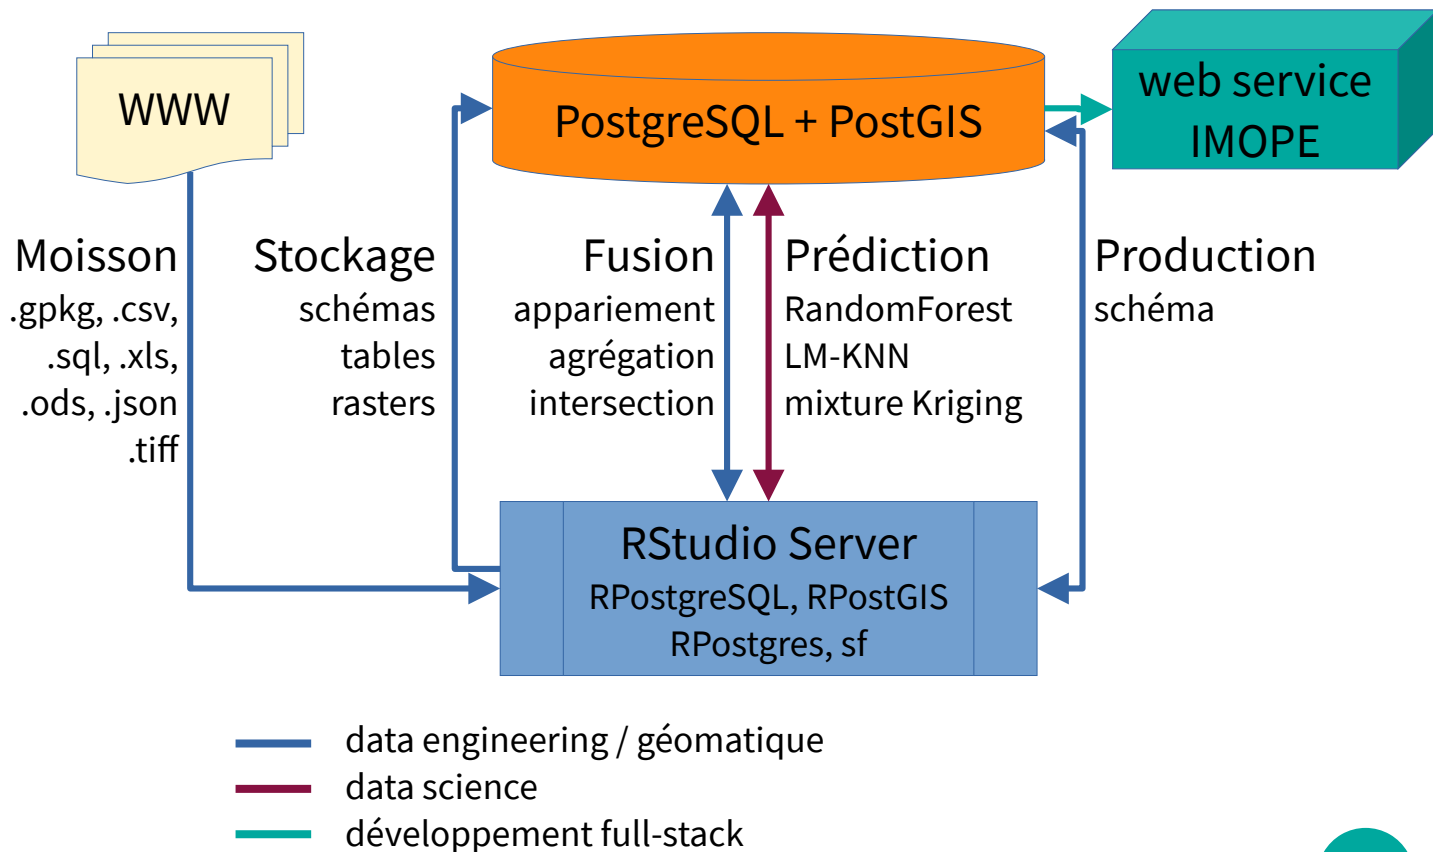 WWW
PostgreSQL + PostGIS
web service
IMOPE
Moisson
.gpkg, .csv,
.sql, .xls,
.ods, .json
.tiff
Stockage
schémas
tables
rasters
Fusion
appariement
agrégation
intersection
Prédiction
RandomForest
LM-KNN
mixture Kriging
Production
schéma
RStudio Server
RPostgreSQL, RPostGIS
RPostgres, sf
data engineering / géomatique
data science
développement full-stack